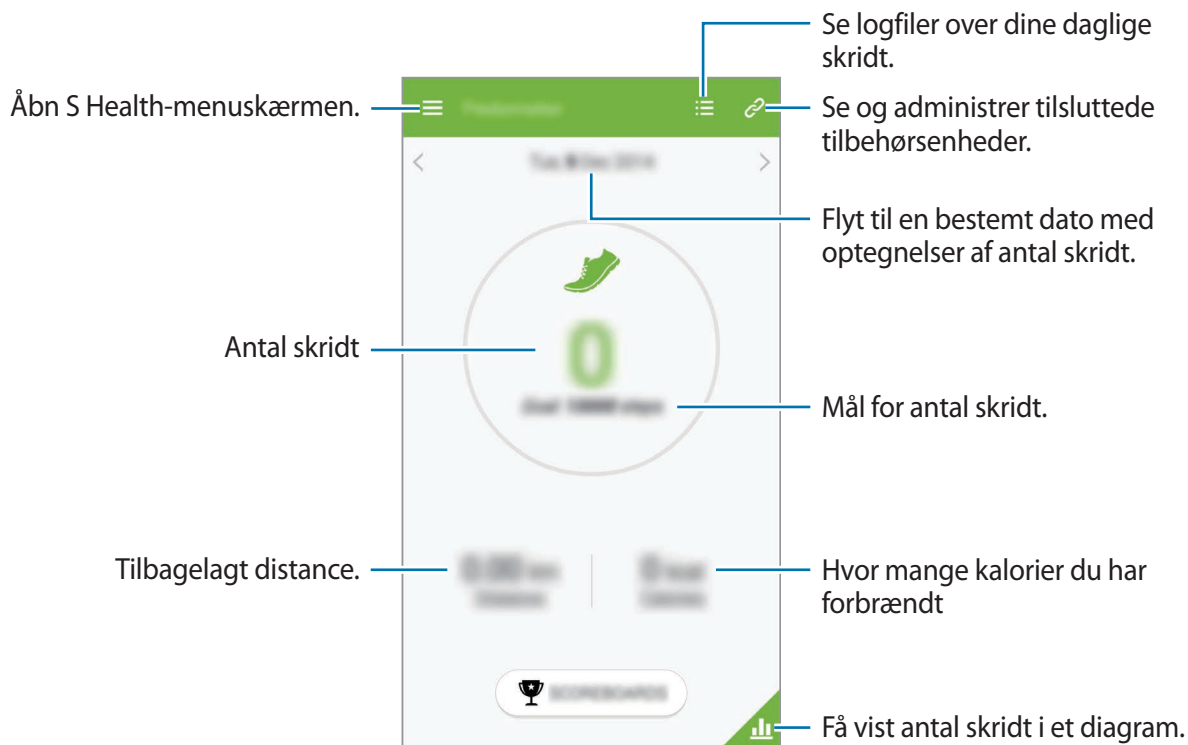 Se logfiler over dine daglige
skridt.
Åbn S Health-menuskærmen.
Se og administrer tilsluttede
tilbehørsenheder.
Flyt til en bestemt dato med
optegnelser af antal skridt.
Antal skridt
0
Mål for antal skridt.
Tilbagelagt distance.
Hvor mange kalorier du har
forbrændt
SCOREBOARDS
Få vist antal skridt i et diagram.